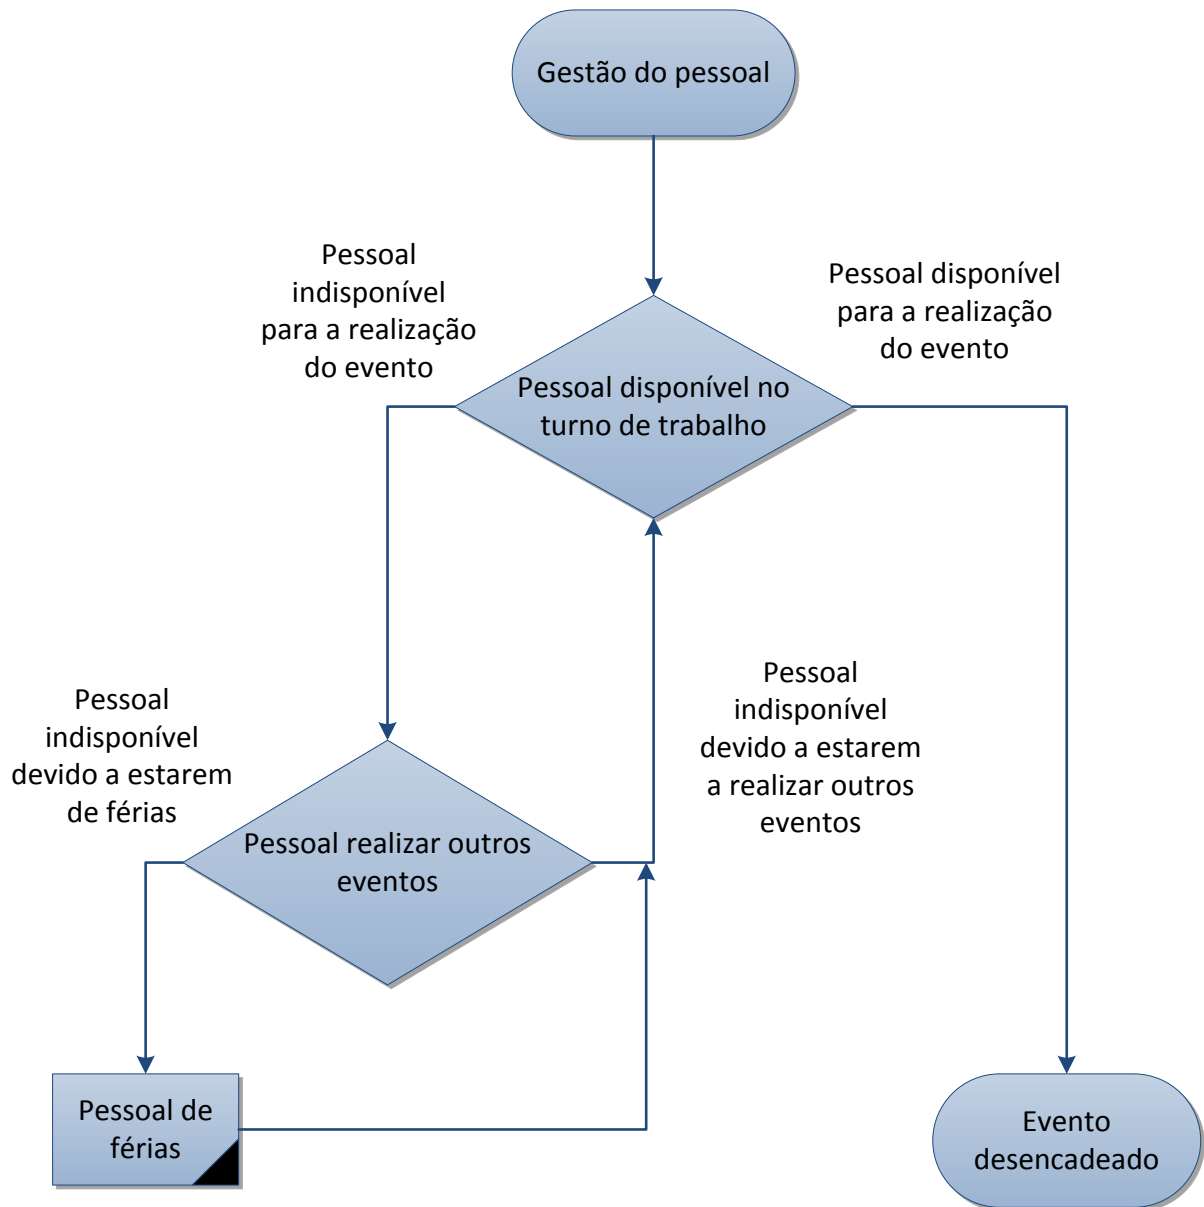 Gestão do pessoal
Pessoal
indisponível
para a realização
do evento
Pessoal disponível
para a realização
do evento
Pessoal disponível no
turno de trabalho
Pessoal
indisponível
devido a estarem
de férias
Pessoal
indisponível
devido a estarem
a realizar outros
eventos
Pessoal realizar outros
eventos
Pessoal de
férias
Evento
desencadeado